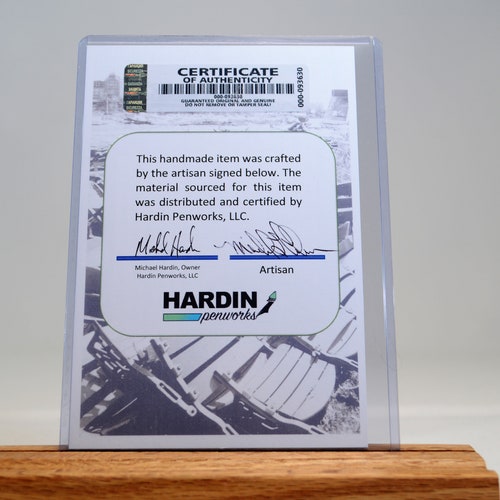 CERTIFICATE
OF AUTHENTICITY
000-093630
GUARANTEED ORIGINAL AND GENUINE
DO NOT REMOVE OR TAMPER SEAL!
000-093630
This handmade item was crafted
by the artisan signed below. The
material sourced for this item
was distributed and certified by
Hardin Penworks, LLC.
Michael Hardin, Owner
Hardin Penworks, LLC
Artisan
HARDIN
penworks